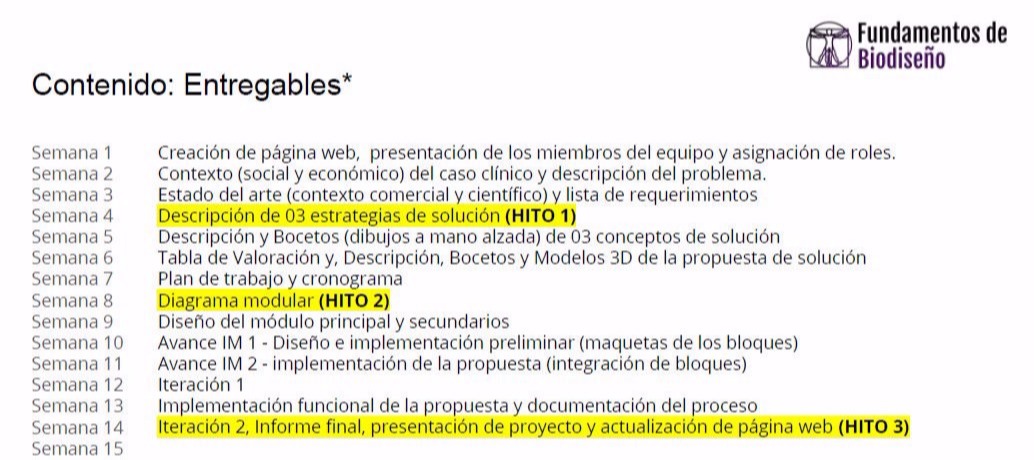 Fundamentos de
Biodiseño
Contenido: Entregables*
Semana 1 Creación de página web, presentación de los miembros del equipo y asignación de roles.
Semana 2 Contexto (social y económico) del caso clínico y descripción del problema.
Semana 3 Estado del arte (contexto comercial y científico) y lista de requerimientos
Semana 4 Descripción de 03 estrategias de solución (HITO 1)
Semana 5 Descripción y Bocetos (dibujos a mano alzada) de 03 conceptos de solución
Semana 6 Tabla de Valoración y, Descripción, Bocetos y Modelos 3D de la propuesta de solución
Semana 7 Plan de trabajo y cronograma
Semana 8 Diagrama modular (HITO 2)
Semana 9 Diseño del módulo principal y secundarios
Semana 10 Avance IM 1 - Diseño e implementación preliminar (maquetas de los bloques)
Semana 11 Avance IM 2 - implementación de la propuesta (integración de bloques)
Semana 12 Iteración 1
Semana 13 Implementación funcional de la propuesta y documentación del proceso
Semana 14 Iteración 2, Informe final, presentación de proyecto y actualización de página web (HITO 3)
Semana 15